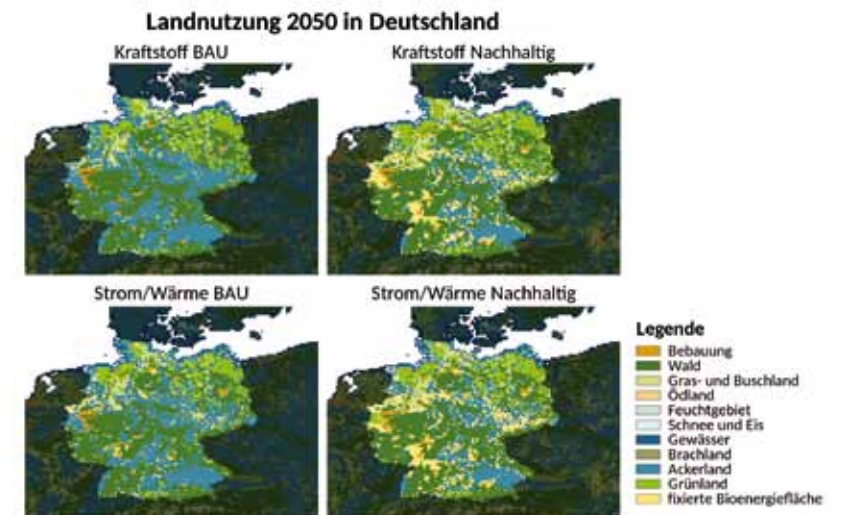 Landnutzung 2050 in Deutschland
Kraftstoff BAU
Kraftstoff Nachhaltig
Strom/Wärme BAU
Strom/Wärme Nachhaltig
Legende
Bebauung
Wald
Gras- und Buschland
Ödland
Feuchtgebiet
Schnee und Eis
Gewässer
Brachland
Ackerland
Grünland
fixierte Bioenergiefläche